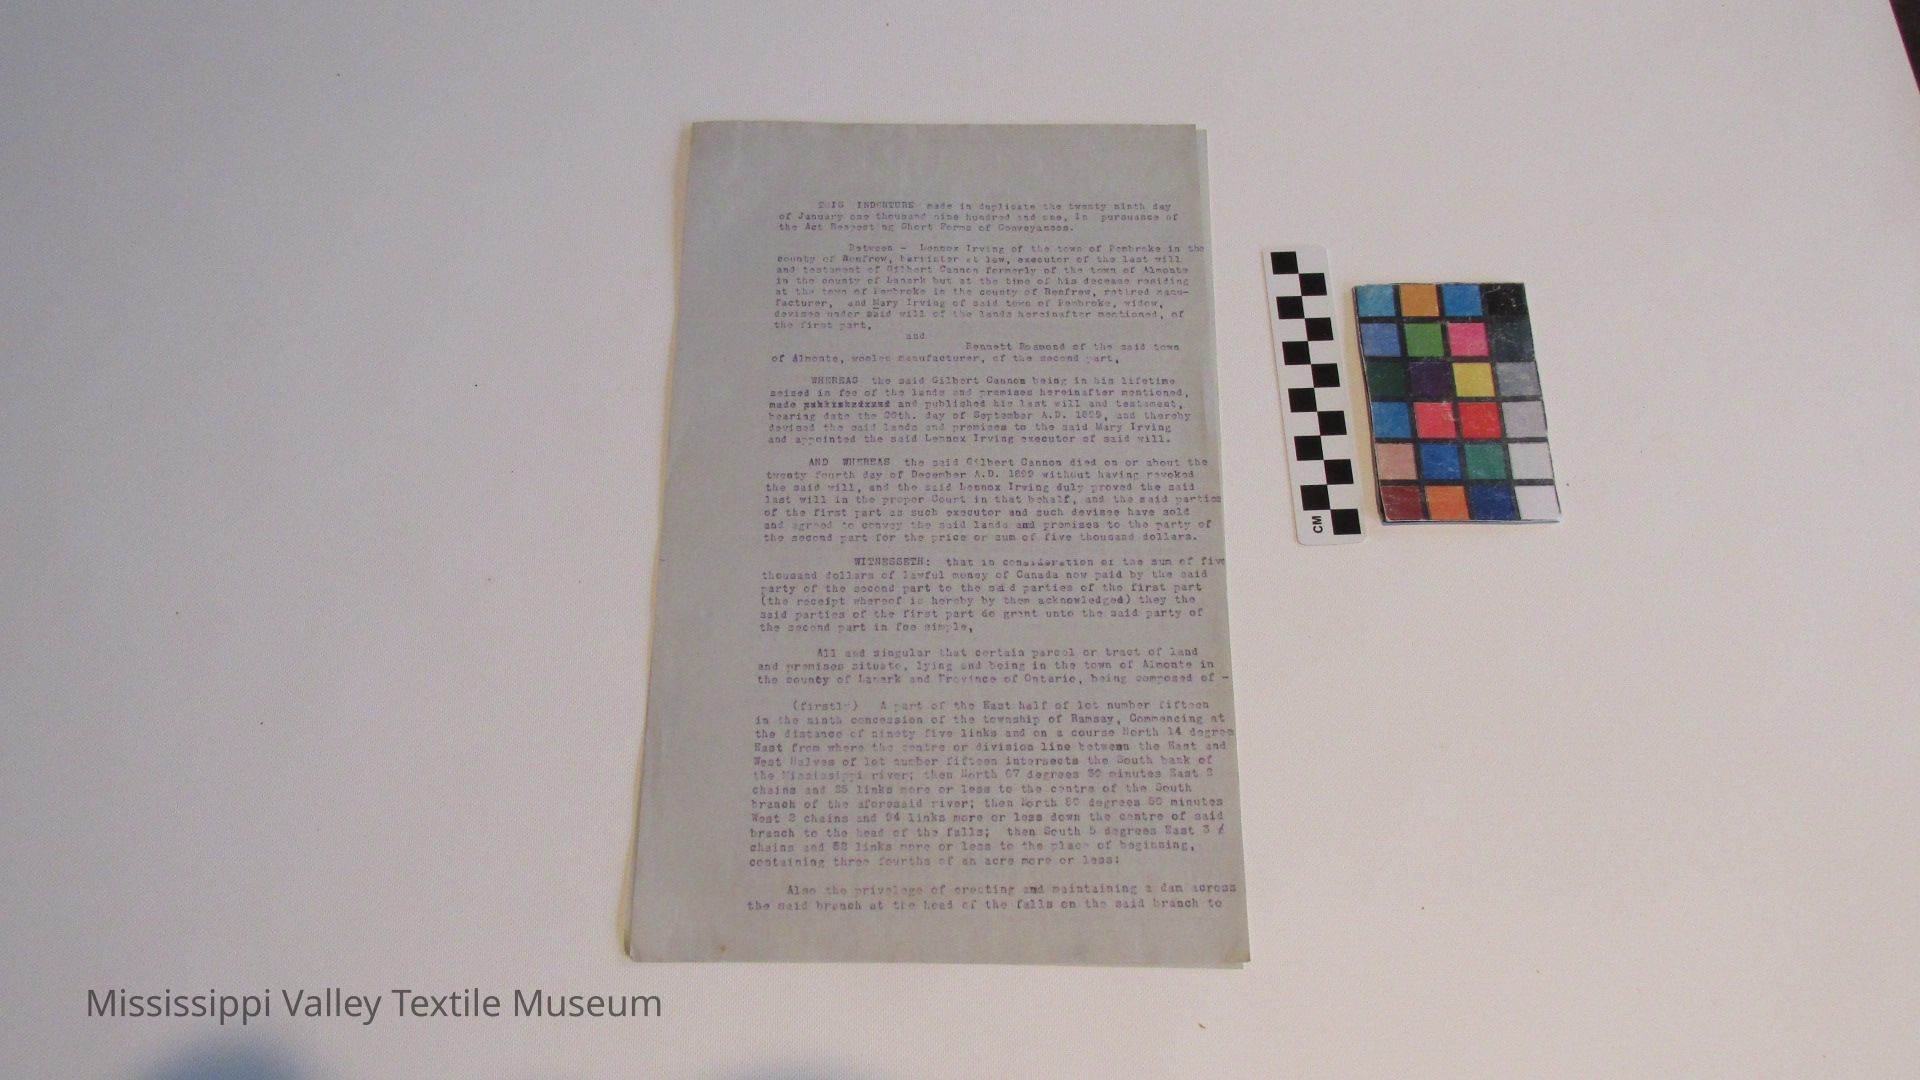 THIS INDENTURE made in duplicate the twenty ninth day
of January one thousand nine hundred and one, in pursuance of
the Act Respecting Short Forms of Conveyances.
Between - Lennox Irving of the town of Pembroke in the
county of Renfrew, barrister at law, executor of the last will
and testament of Gilbert Cannon formerly of the town of Almonte
in the county of Lanark but at the time of his decease residing
at the town of Pembroke in the county of Renfrew, retired manu-
facturer, and Mary Irving of said town of Pembroke, widow,
devisee under said will of the lands hereinafter mentioned, of
the first part,
and
Bennett Rosmond of the said town
of Almonte, woolen manufacturer, of the second part,
WHEREAS the said Gilbert Cannon being in his lifetime
seized in fee of the lands and premises hereinafter mentioned,
made and published his last will and testament,
bearing date the day of September A.D. 1899, and thereby
devised the said lands and premises to the said Mary Irving
and appointed the said Lennox Irving executor of said will.
AND WHEREAS the said Gilbert Cannon died on or about the
twenty fourth day of December A.D. 1899 without having revoked
the said will, and the said Lennox Irving duly proved the said
last will in the proper Court in that behalf, and the said parties
of the first part as such executor and such devisee have sold
and agreed to convey the said lands and premises to the party of
the second part for the price or sum of five thousand dollars.
WITNESSETH: that in consideration of the sum of five
thousand dollars of lawful money of Canada now paid by the said
party of the second part to the said parties of the first part
(the receipt whereof is hereby by them acknowledged) they the
said parties of the first part do grant unto the said party of
the second part in fee simple,
All and singular that certain parcel or tract of land
and premises situate, lying and being in the town of Almonte in
the county of Lanark and Province of Ontario, being composed of -
(firstly) A part of the East half of lot number fifteen
in the ninth concession of the township of Ramsay, Commencing at
the distance of ninety five links and on a course North 14 degrees
East from where the centre or division line between the East and
West Halves of lot number fifteen intersects the South bank of
the Mississippi river; then North 67 degrees 30 minutes East 2
chains and 35 links more or less to the centre of the South
branch of the aforesaid river; then North 80 degrees 50 minutes
West 2 chains and 94 links more or less down the centre of said
branch to the head of the falls; then South 5 degrees East 3
chains and 82 links more or less to the place of beginning,
containing three fourths of an acre more or less:
Also the privelege of erecting and maintaining a dam across
the said branch at the head of the falls on the said branch to
CM
Mississippi Valley Textile Museum